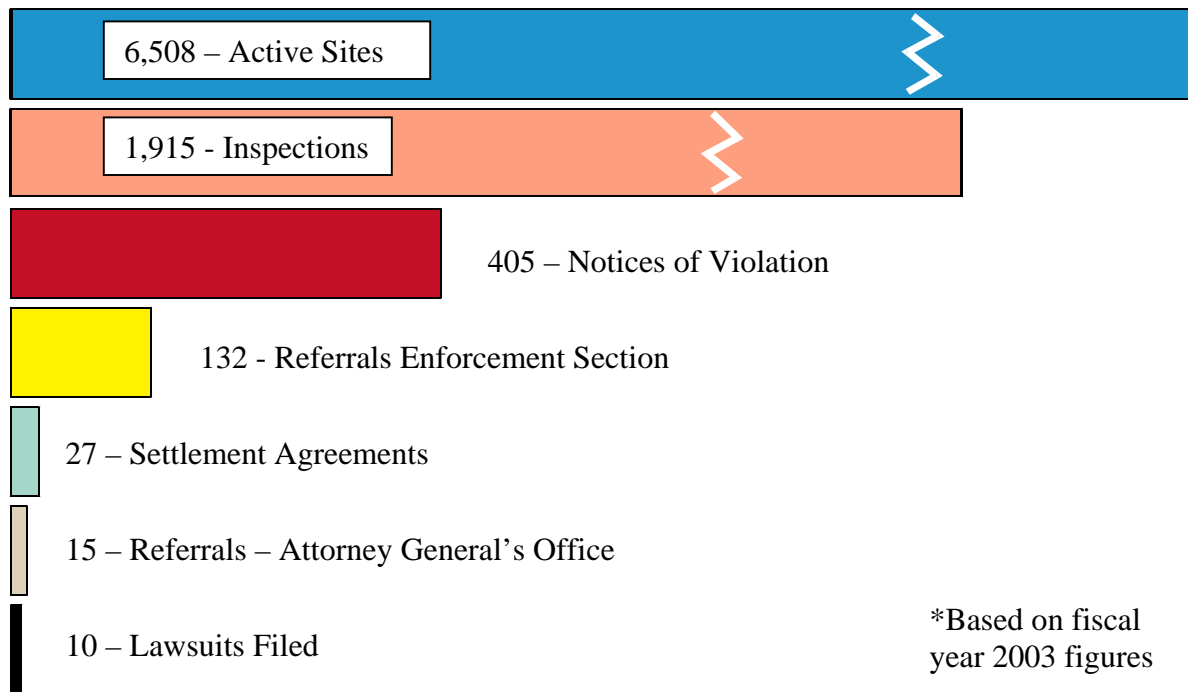 6,508 – Active Sites
1,915 - Inspections
405 – Notices of Violation
132 - Referrals Enforcement Section
27 – Settlement Agreements
15 – Referrals – Attorney General’s Office
10 – Lawsuits Filed
*Based on fiscal
year 2003 figures